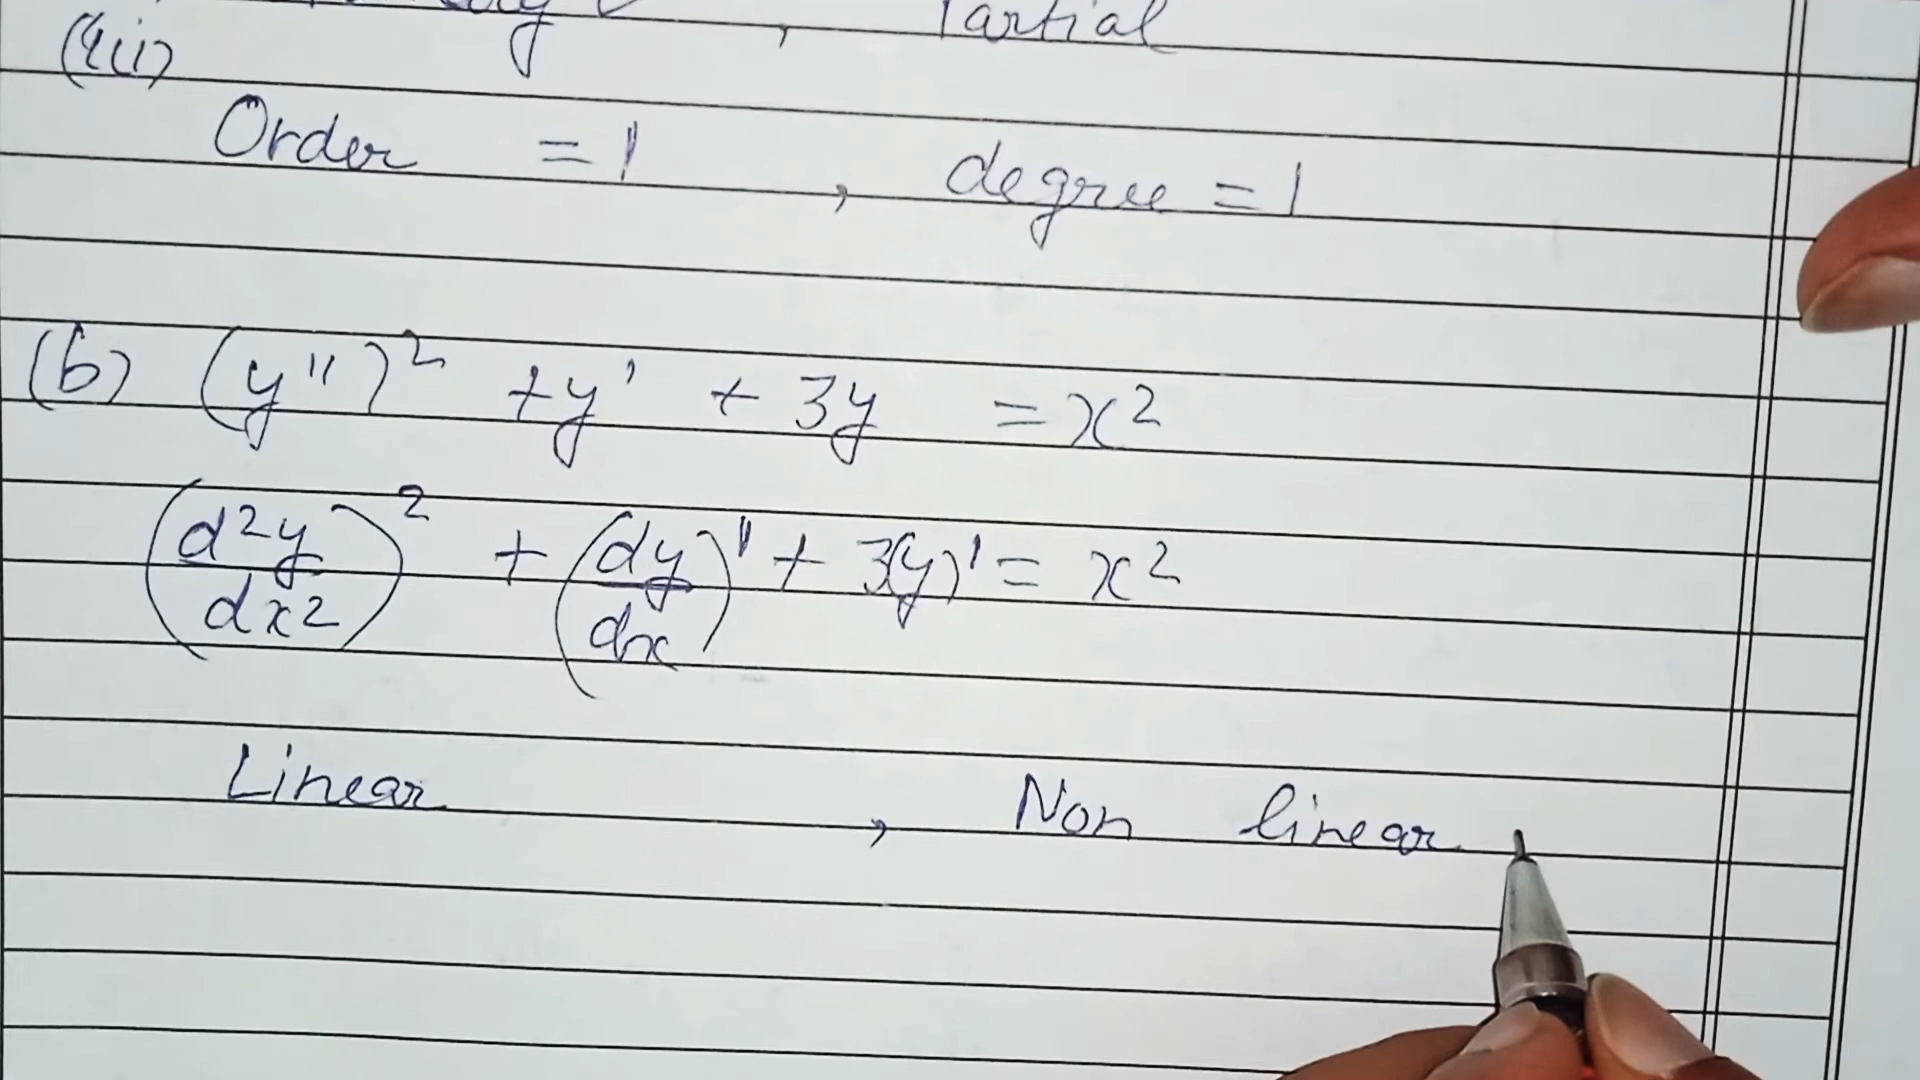 , Partial
(iii)
Order = 1 , degree = 1
(b) (y'')² + y' + 3y = x²
(d²y/dx²)² + (dy/dx)¹ + 3(y)¹ = x²
Linear , Non linear